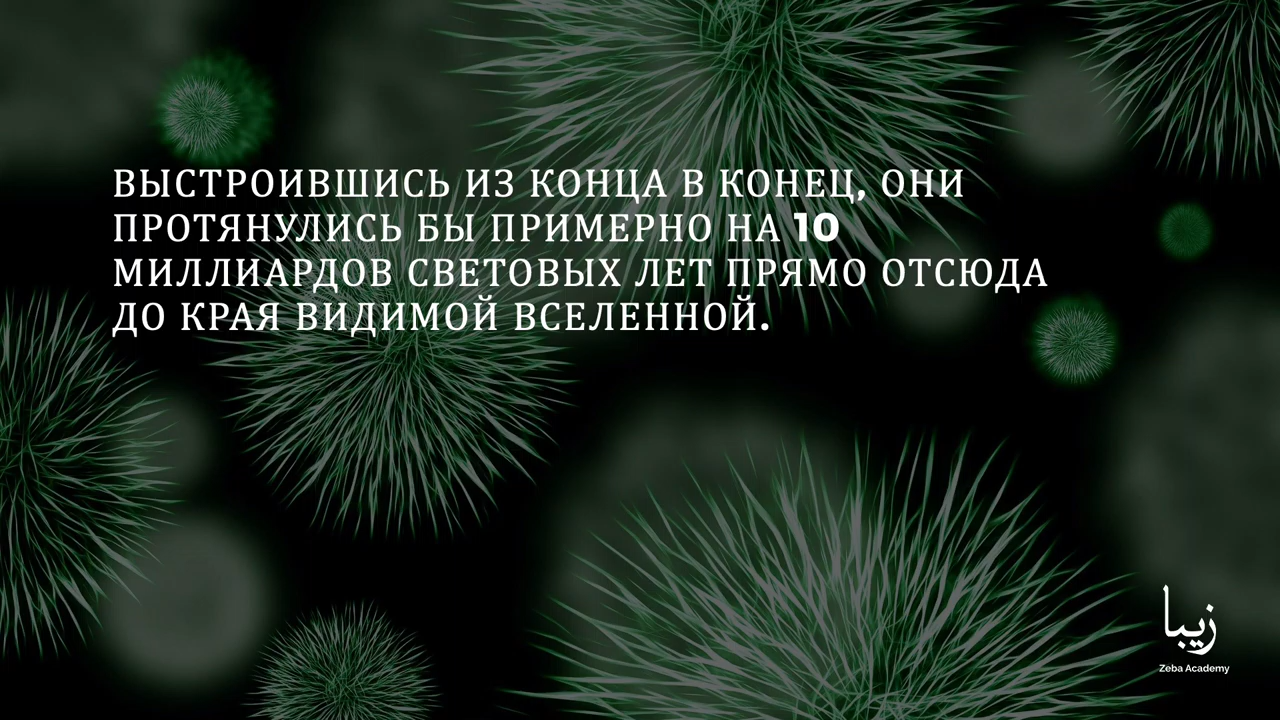 ВЫСТРОИВШИСЬ ИЗ КОНЦА В КОНЕЦ, ОНИ
ПРОТЯНУЛИСЬ БЫ ПРИМЕРНО НА 10
МИЛЛИАРДОВ СВЕТОВЫХ ЛЕТ ПРЯМО ОТСЮДА
ДО КРАЯ ВИДИМОЙ ВСЕЛЕННОЙ.
زيبا
Zeba Academy